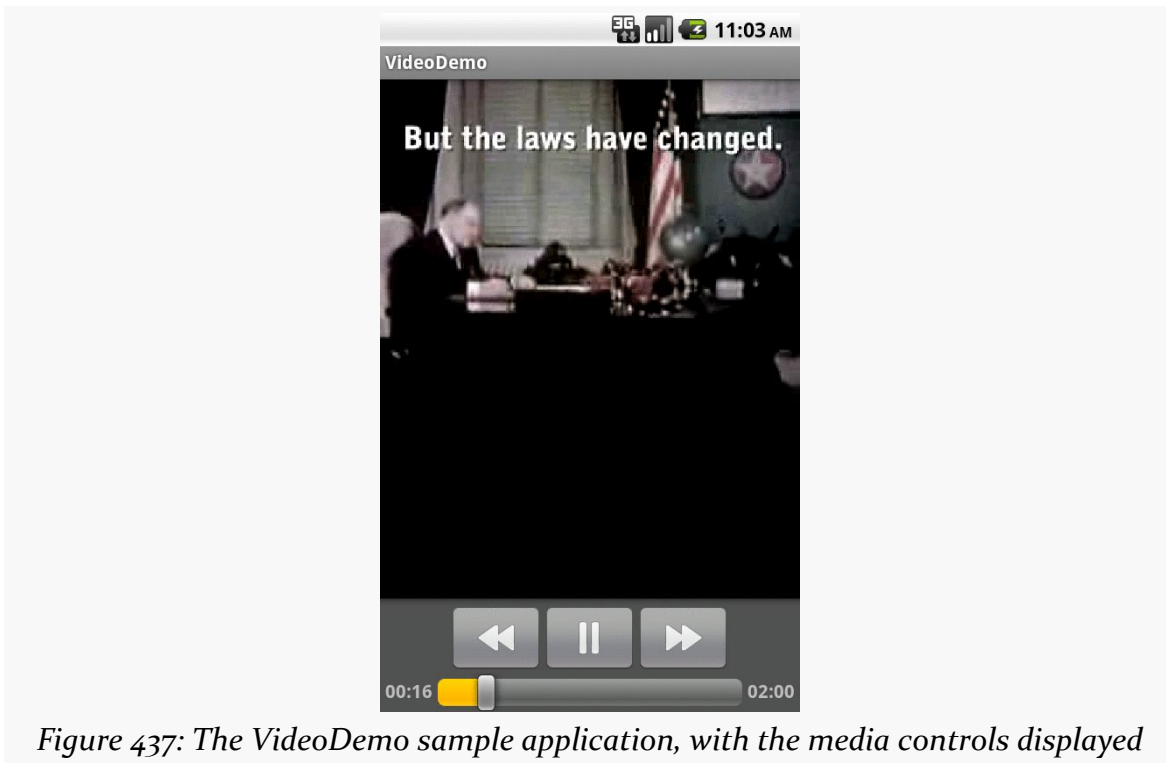 3G 11:03 AM
VideoDemo
But the laws have changed.
00:16 02:00
Figure 437: The VideoDemo sample application, with the media controls displayed